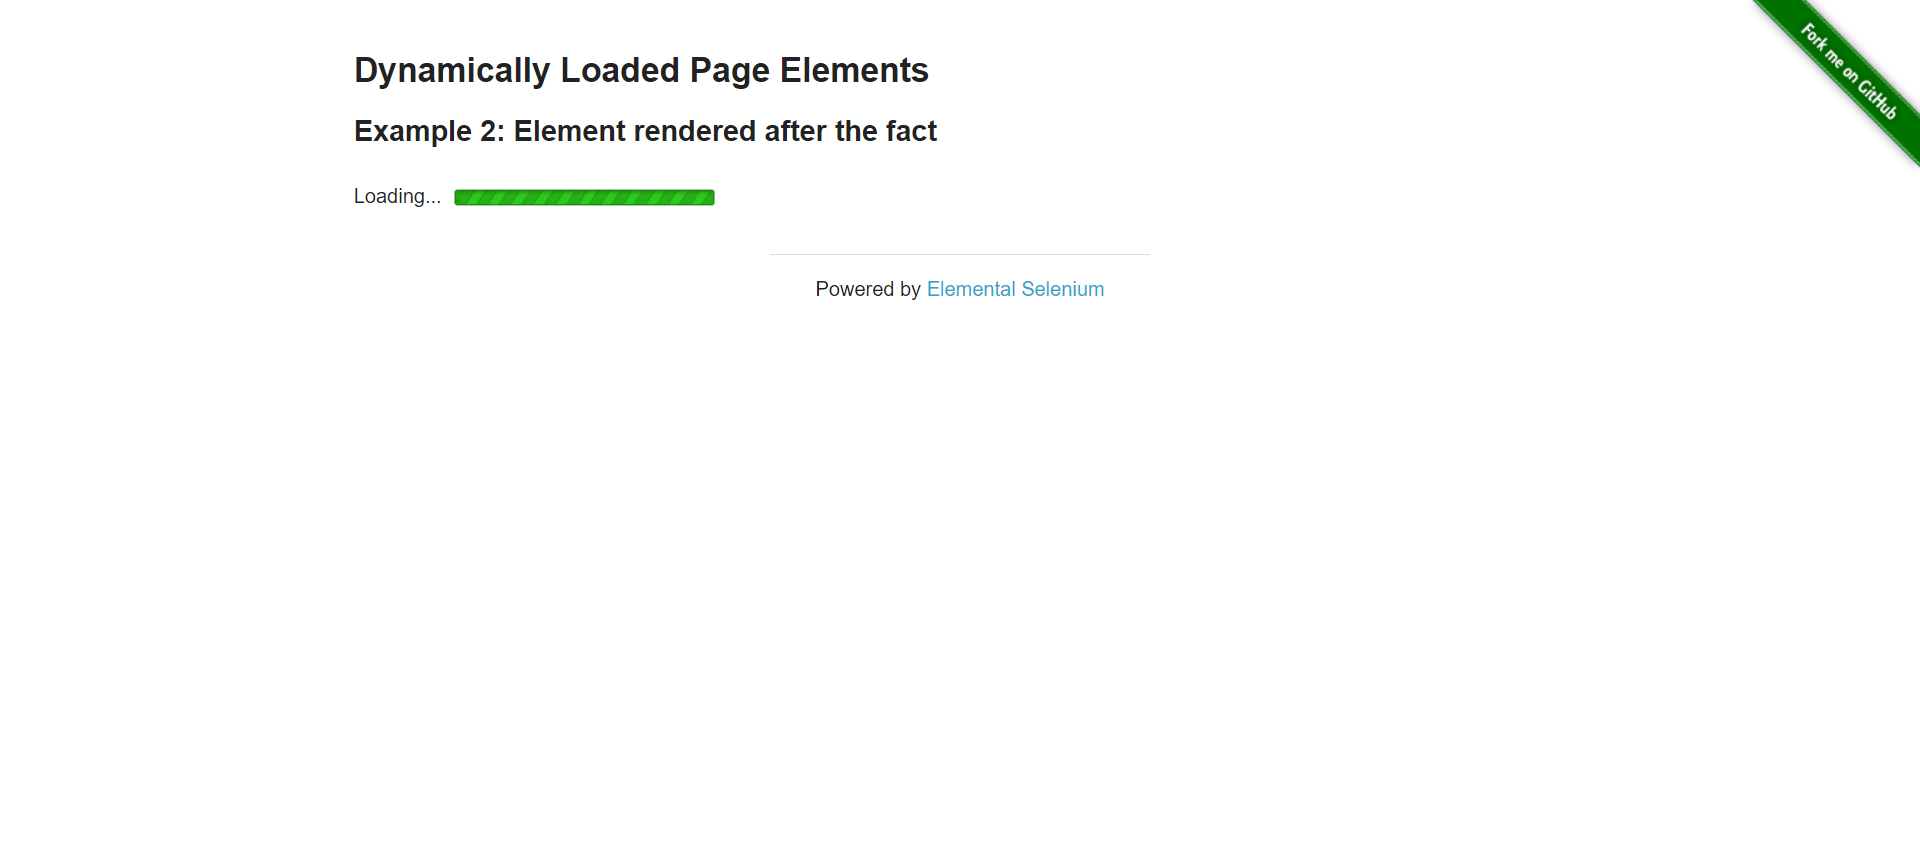 Fork me on GitHub
Dynamically Loaded Page Elements
Example 2: Element rendered after the fact
Loading...
Powered by Elemental Selenium